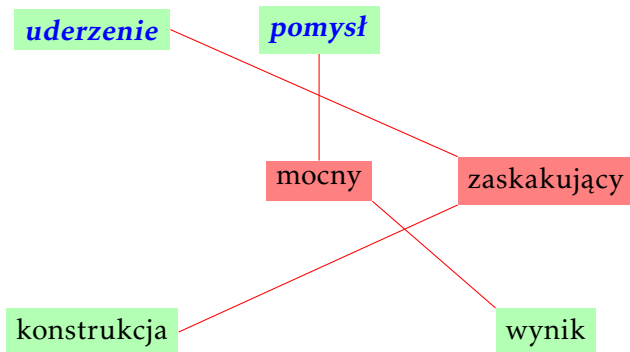 uderzenie
pomysł
mocny
zaskakujący
konstrukcja
wynik